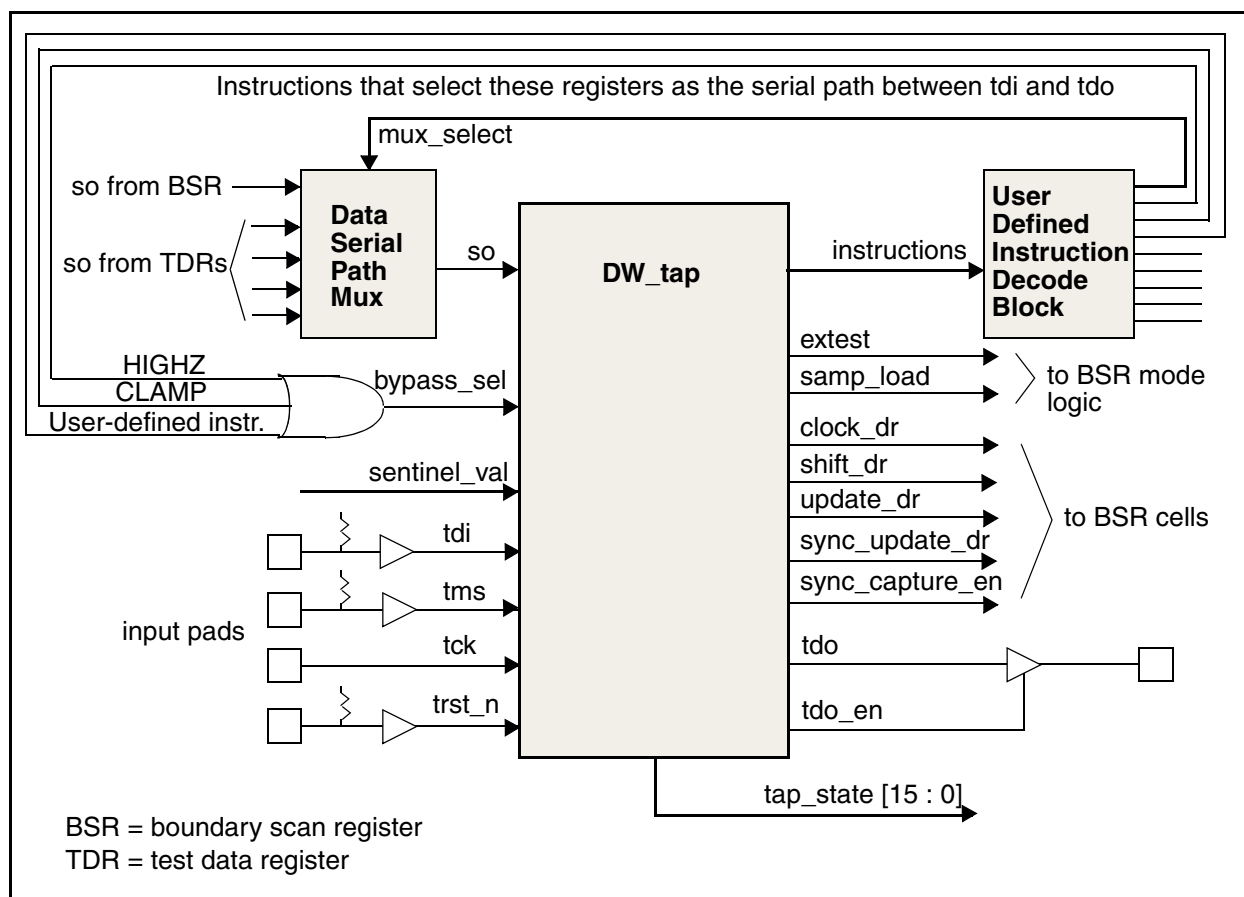 Instructions that select these registers as the serial path between tdi and tdo
mux_select
so from BSR
so from TDRs
Data
Serial
Path
Mux
so
DW_tap
instructions
User
Defined
Instruction
Decode
Block
HIGHZ
CLAMP
User-defined instr.
bypass_sel
sentinel_val
extest
samp_load
to BSR mode
logic
clock_dr
shift_dr
update_dr
sync_update_dr
sync_capture_en
to BSR cells
input pads
tdi
tms
tck
trst_n
tdo
tdo_en
tap_state [15 : 0]
BSR = boundary scan register
TDR = test data register